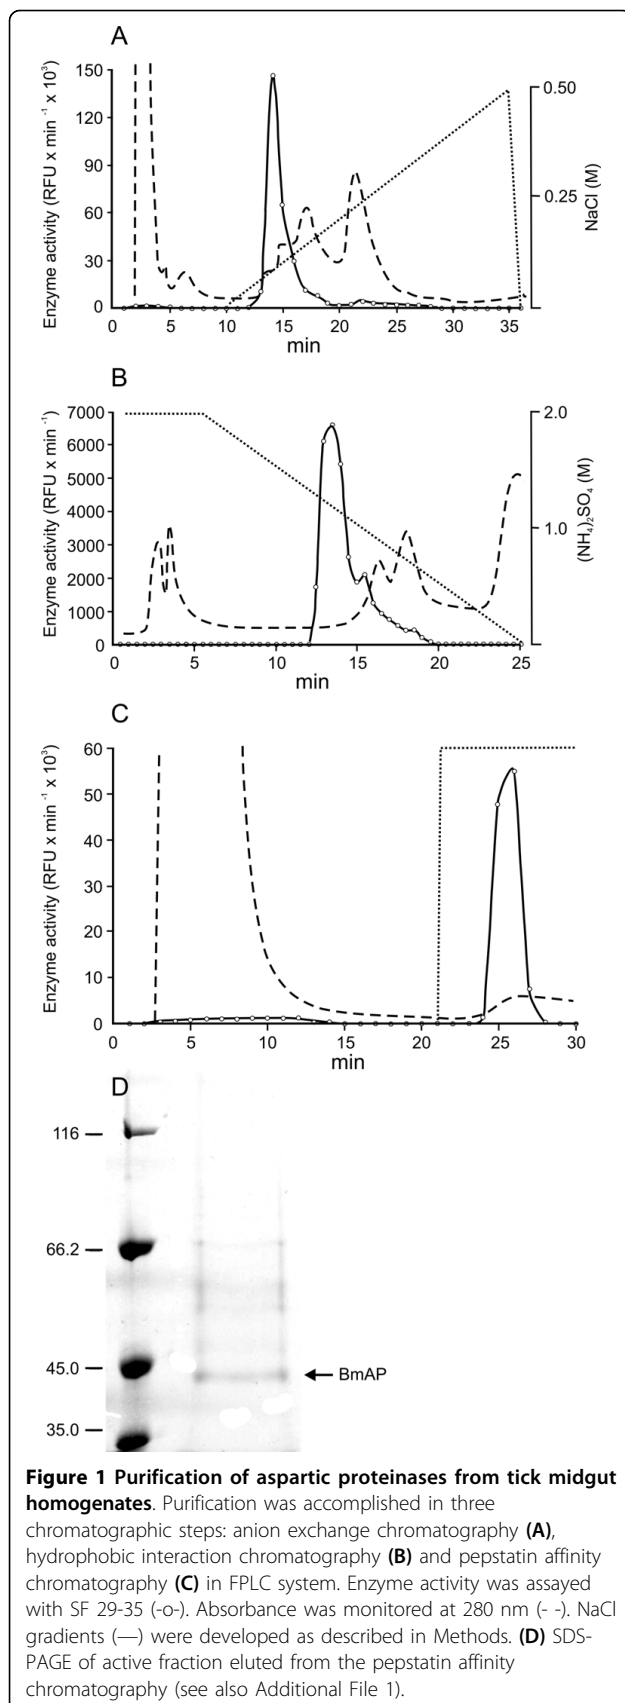 A
Enzyme activity (RFU x min ⁻¹ x 10³)
150
120
90
60
30
0
0.50
0.25
0
NaCl (M)
0 5 10 15 20 25 30 35
min
B
Enzyme activity (RFU x min⁻¹)
7000
6000
5000
4000
3000
2000
1000
0
2.0
1.0
(NH₄)₂SO₄ (M)
0 5 10 15 20 25
min
C
Enzyme activity (RFU x min ⁻¹ x 10³)
60
50
40
30
20
10
0
0 5 10 15 20 25 30
min
D
116
66.2
45.0
35.0
BmAP
Figure 1 Purification of aspartic proteinases from tick midgut
homogenates. Purification was accomplished in three
chromatographic steps: anion exchange chromatography (A),
hydrophobic interaction chromatography (B) and pepstatin affinity
chromatography (C) in FPLC system. Enzyme activity was assayed
with SF 29-35 (-o-). Absorbance was monitored at 280 nm (- -). NaCl
gradients (—) were developed as described in Methods. (D) SDS-
PAGE of active fraction eluted from the pepstatin affinity
chromatography (see also Additional File 1).